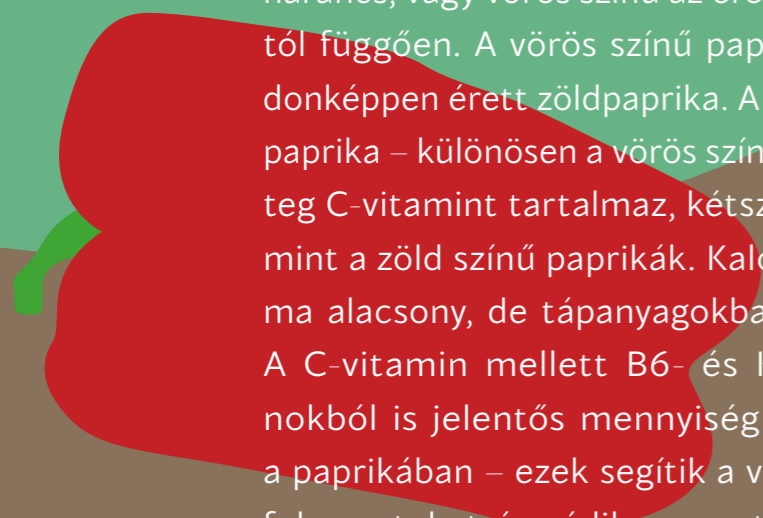 tól függően. A vörös színű pap
donképpen érett zöldpaprika. A
paprika – különösen a vörös szín
teg C-vitamint tartalmaz, kétsz
mint a zöld színű paprikák. Kalo
ma alacsony, de tápanyagokba
A C-vitamin mellett B6- és
nokból is jelentős mennyiség
a paprikában – ezek segítik a v